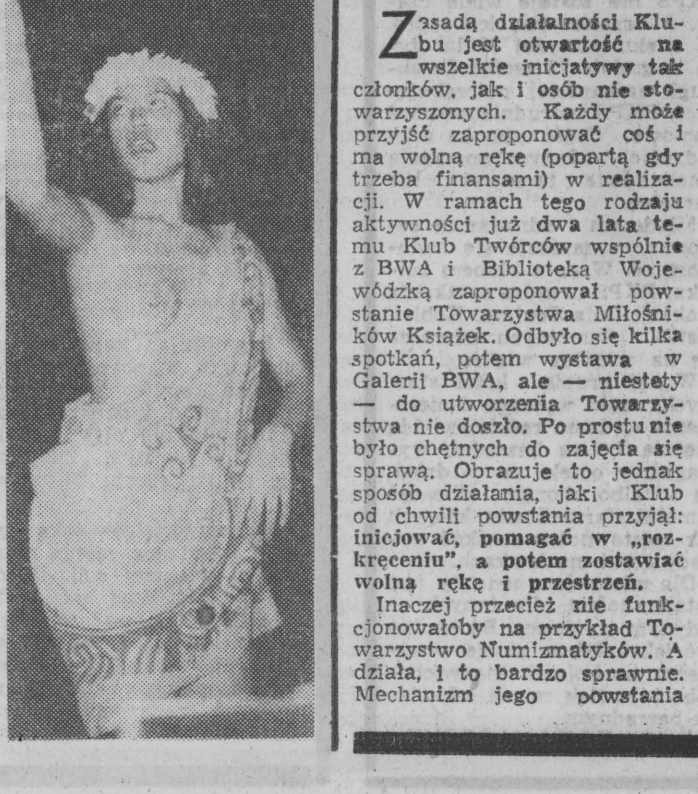 Zasadą działalności Klu-
bu jest otwartość na
wszelkie inicjatywy tak
członków, jak i osób nie sto-
warzyszonych. Każdy może
przyjść zaproponować coś i
ma wolną rękę (popartą gdy
trzeba finansami) w realiza-
cji. W ramach tego rodzaju
aktywności już dwa lata te-
mu Klub Twórców wspólnie
z BWA i Biblioteką Woje-
wódzką zaproponował pow-
stanie Towarzystwa Miłośni-
ków Książek. Odbyło się kilka
spotkań, potem wystawa w
Galerii BWA, ale — niestety
— do utworzenia Towarzy-
stwa nie doszło. Po prostu nie
było chętnych do zajęcia się
sprawą. Obrazuje to jednak
sposób działania, jaki Klub
od chwili powstania przyjął:
inicjować, pomagać w „roz-
kręceniu”, a potem zostawiać
wolną rękę i przestrzeń.
Inaczej przecież nie funk-
cjonowałoby na przykład To-
warzystwo Numizmatyków. A
działa, i to bardzo sprawnie.
Mechanizm jego powstania